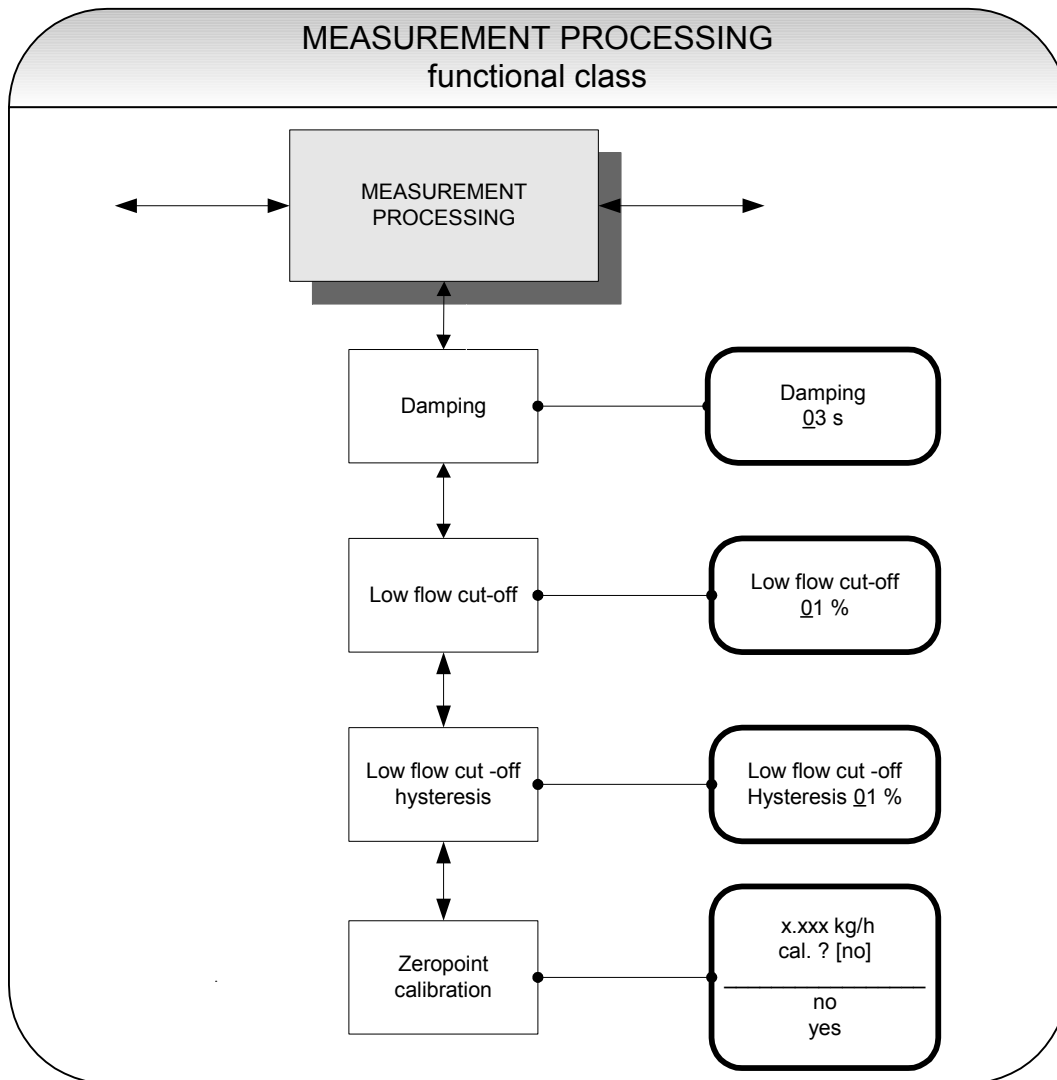 MEASUREMENT PROCESSING
functional class
MEASUREMENT
PROCESSING
Damping
Damping
03 s
Low flow cut-off
Low flow cut-off
01 %
Low flow cut -off
hysteresis
Low flow cut -off
Hysteresis 01 %
Zeropoint
calibration
x.xxx kg/h
cal. ? [no]
no
yes